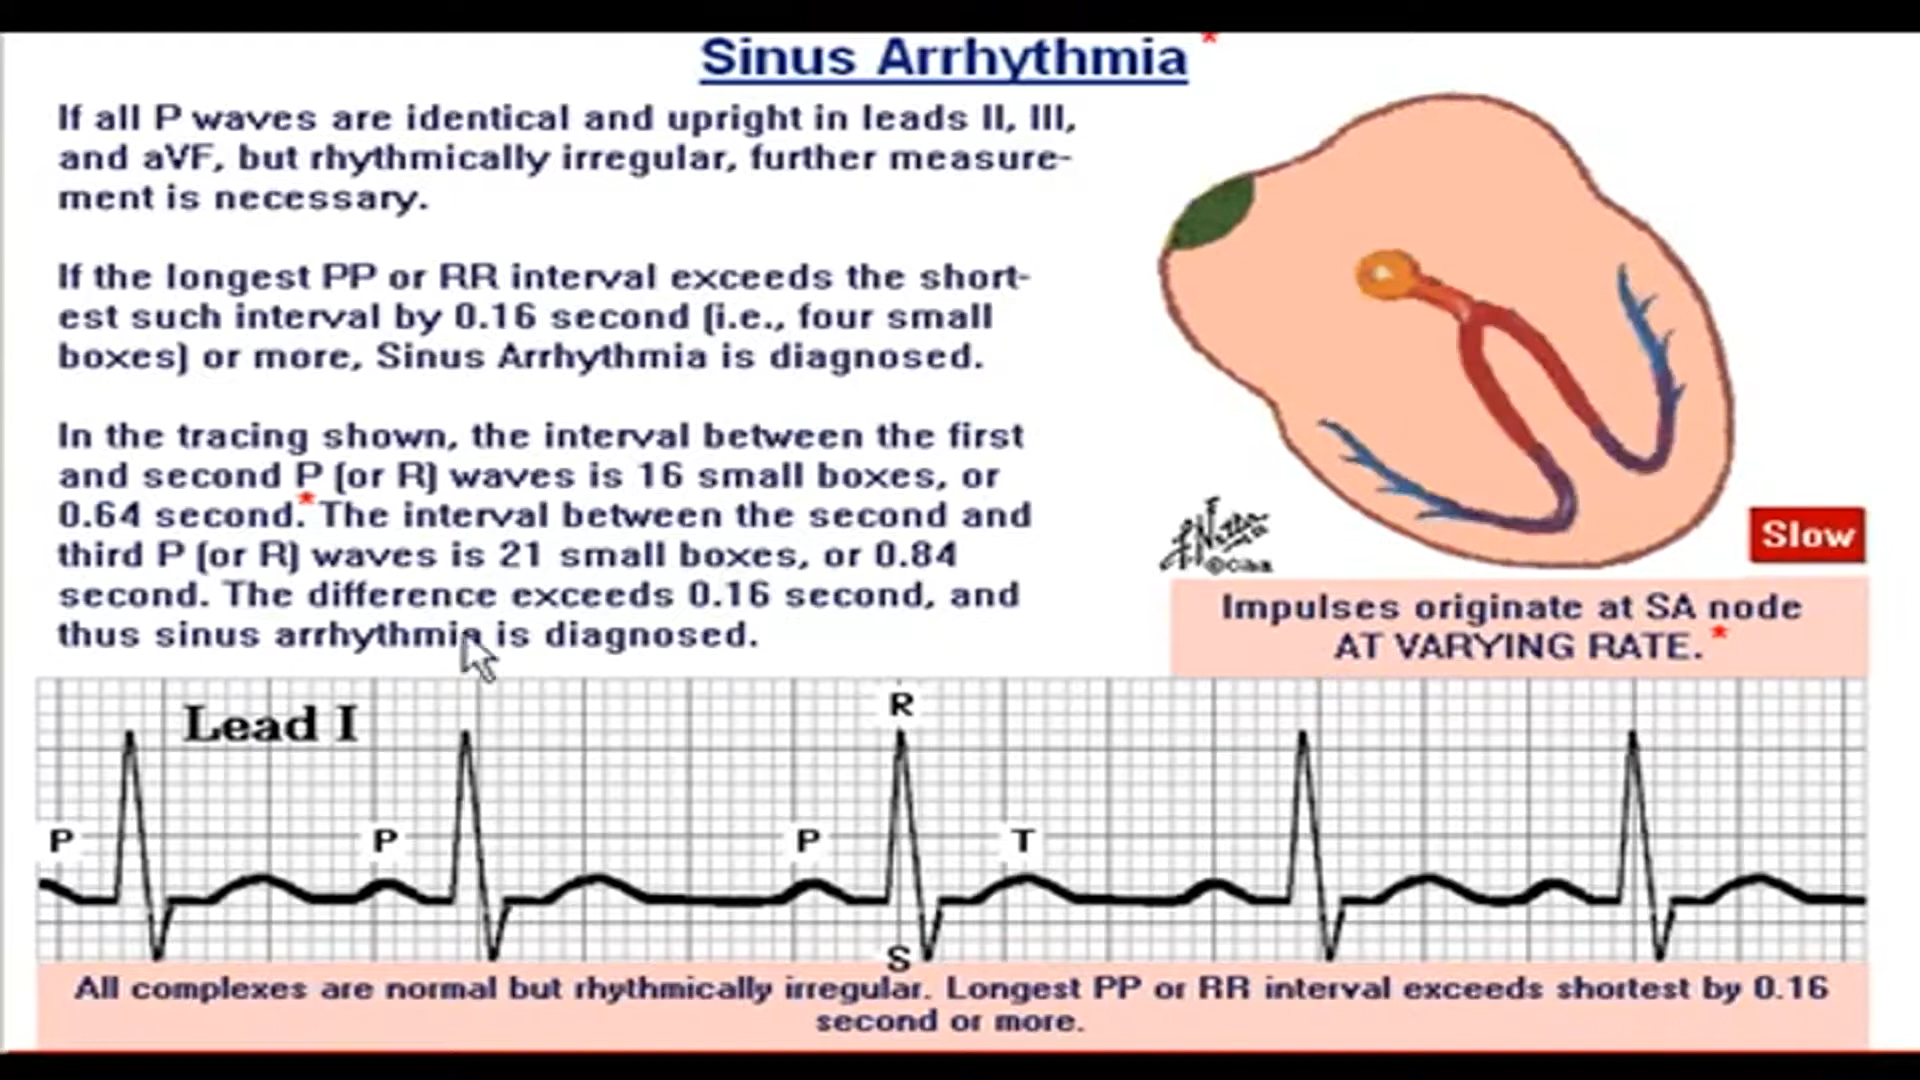 Sinus Arrhythmia *
If all P waves are identical and upright in leads II, III,
and aVF, but rhythmically irregular, further measure-
ment is necessary.
If the longest PP or RR interval exceeds the short-
est such interval by 0.16 second (i.e., four small
boxes) or more, Sinus Arrhythmia is diagnosed.
In the tracing shown, the interval between the first
and second P (or R) waves is 16 small boxes, or
0.64 second.* The interval between the second and
third P (or R) waves is 21 small boxes, or 0.84
second. The difference exceeds 0.16 second, and
thus sinus arrhythmia is diagnosed.
Slow
Impulses originate at SA node
AT VARYING RATE. *
Lead I
R
P
P
P
T
S
All complexes are normal but rhythmically irregular. Longest PP or RR interval exceeds shortest by 0.16
second or more.